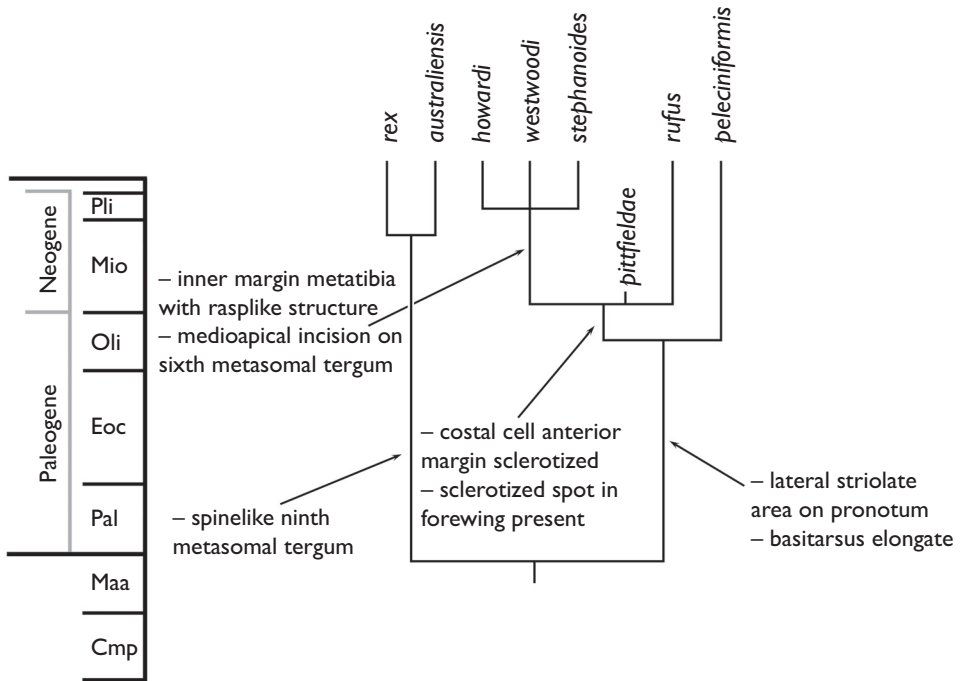 rex
australiensis
howardi
westwoodi
stephanoides
rufus
peleciniformis
pittfieldae
Neogene
Paleogene
Pli
Mio
Oli
Eoc
Pal
Maa
Cmp
– inner margin metatibia
with rasplike structure
– medioapical incision on
sixth metasomal tergum
– costal cell anterior
margin sclerotized
– sclerotized spot in
forewing present
– spinelike ninth
metasomal tergum
– lateral striolate
area on pronotum
– basitarsus elongate